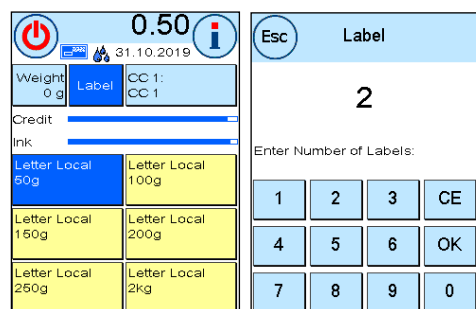 0.50
31.10.2019
i
Weight
0 g
Label
CC 1:
CC 1
Credit
Ink
Letter Local
50g
Letter Local
100g
Letter Local
150g
Letter Local
200g
Letter Local
250g
Letter Local
2kg
Esc
Label
2
Enter Number of Labels:
1 2 3 CE
4 5 6 OK
7 8 9 0